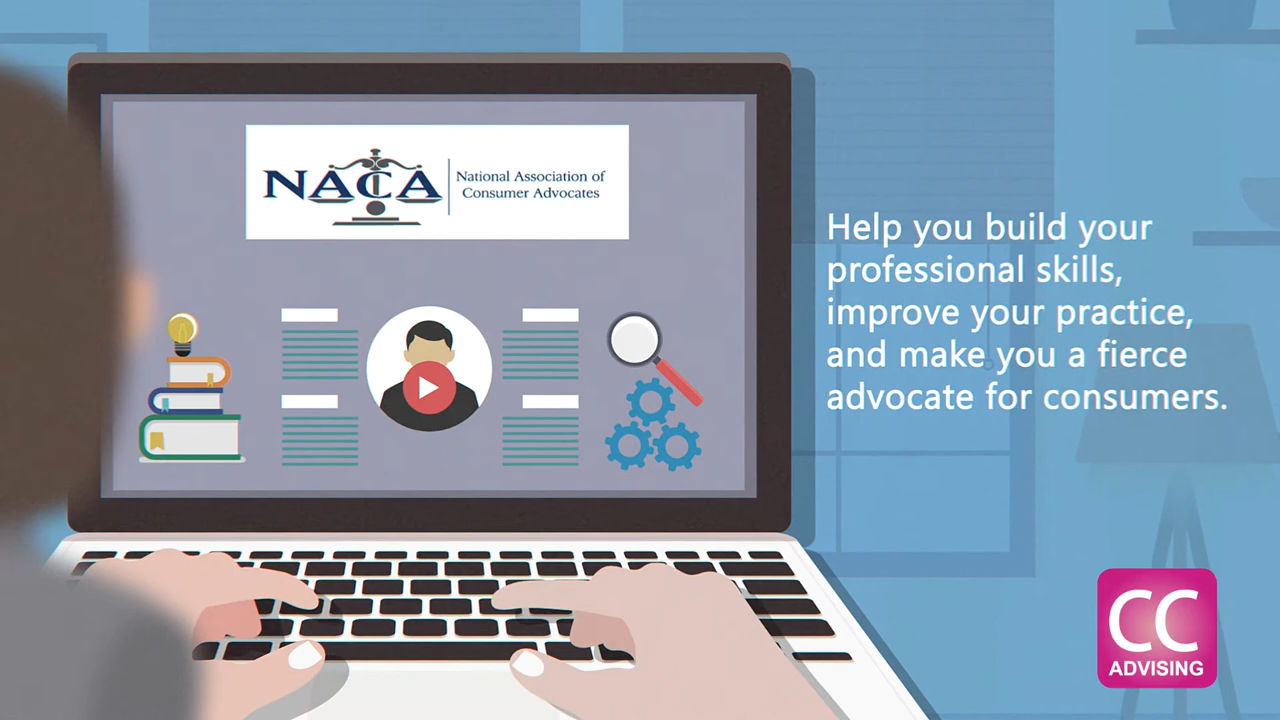 NACA
National Association of
Consumer Advocates
Help you build your
professional skills,
improve your practice,
and make you a fierce
advocate for consumers.
CC
ADVISING